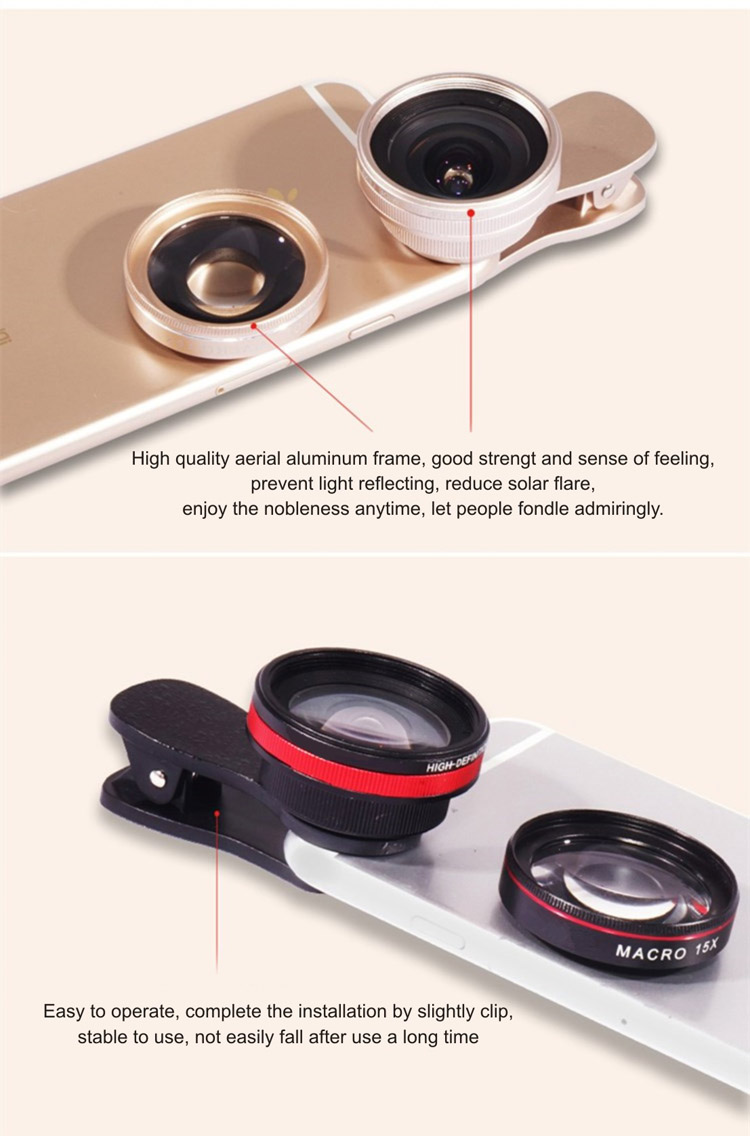 High quality aerial aluminum frame, good strengt and sense of feeling,
prevent light reflecting, reduce solar flare,
enjoy the nobleness anytime, let people fondle admiringly.
MACRO 15X
Easy to operate, complete the installation by slightly clip,
stable to use, not easily fall after use a long time